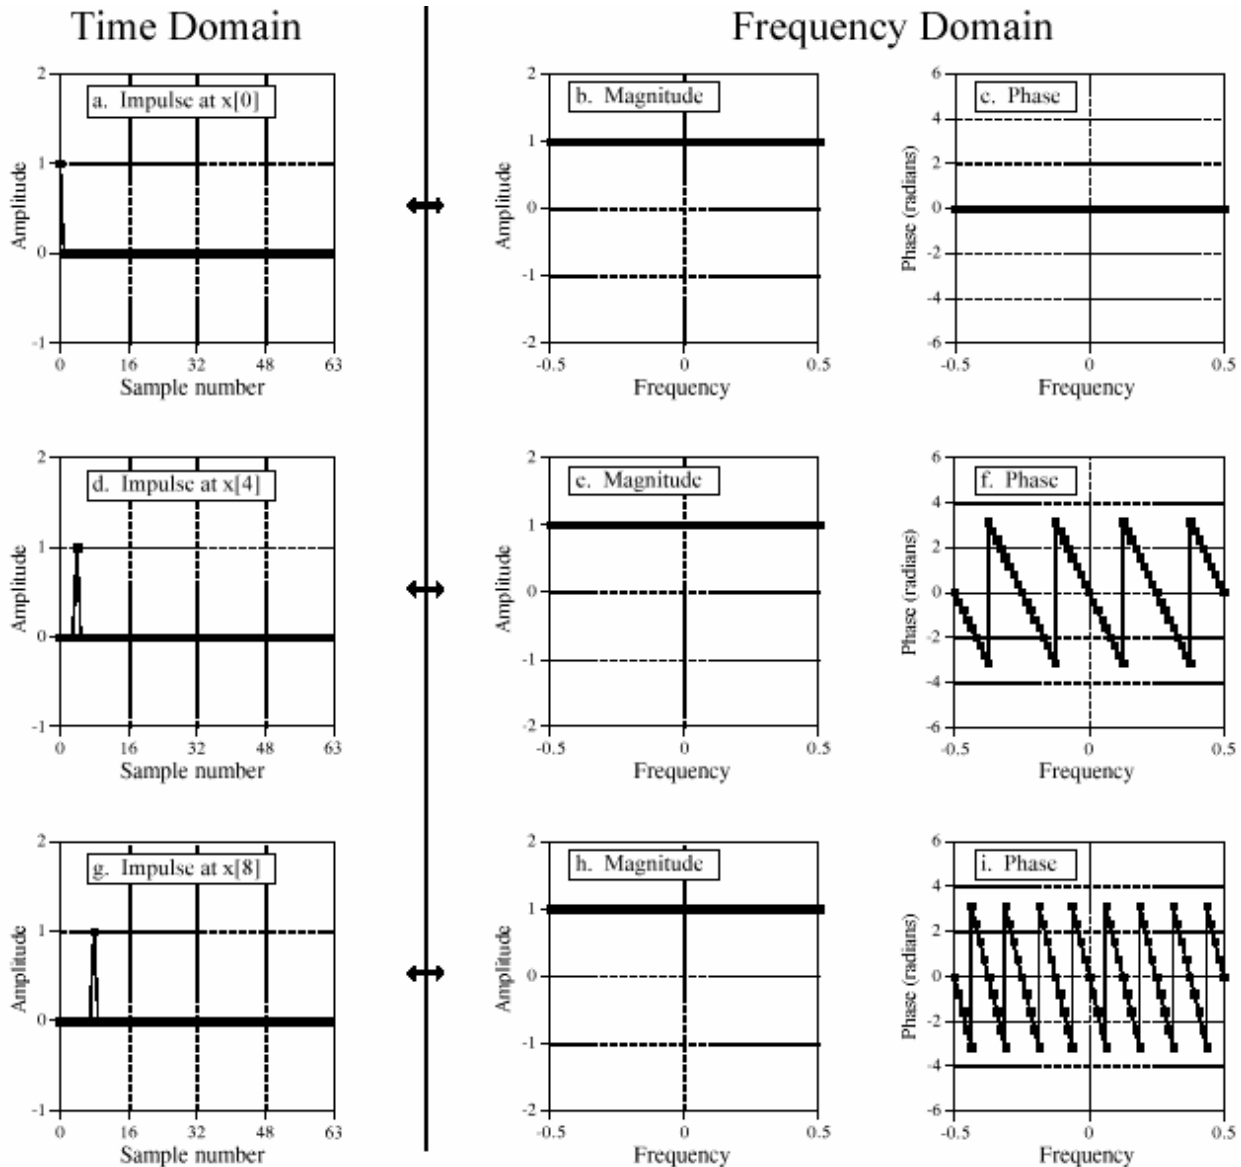 Time Domain
Frequency Domain
a. Impulse at x[0]
Amplitude
2
1
0
-1
0 16 32 48 63
Sample number
b. Magnitude
Amplitude
2
1
0
-1
-2
-0.5 0 0.5
Frequency
c. Phase
Phase (radians)
6
4
2
0
-2
-4
-6
-0.5 0 0.5
Frequency
d. Impulse at x[4]
Amplitude
2
1
0
-1
0 16 32 48 63
Sample number
e. Magnitude
Amplitude
2
1
0
-1
-2
-0.5 0 0.5
Frequency
f. Phase
Phase (radians)
6
4
2
0
-2
-4
-6
-0.5 0 0.5
Frequency
g. Impulse at x[8]
Amplitude
2
1
0
-1
0 16 32 48 63
Sample number
h. Magnitude
Amplitude
2
1
0
-1
-2
-0.5 0 0.5
Frequency
i. Phase
Phase (radians)
6
4
2
0
-2
-4
-6
-0.5 0 0.5
Frequency